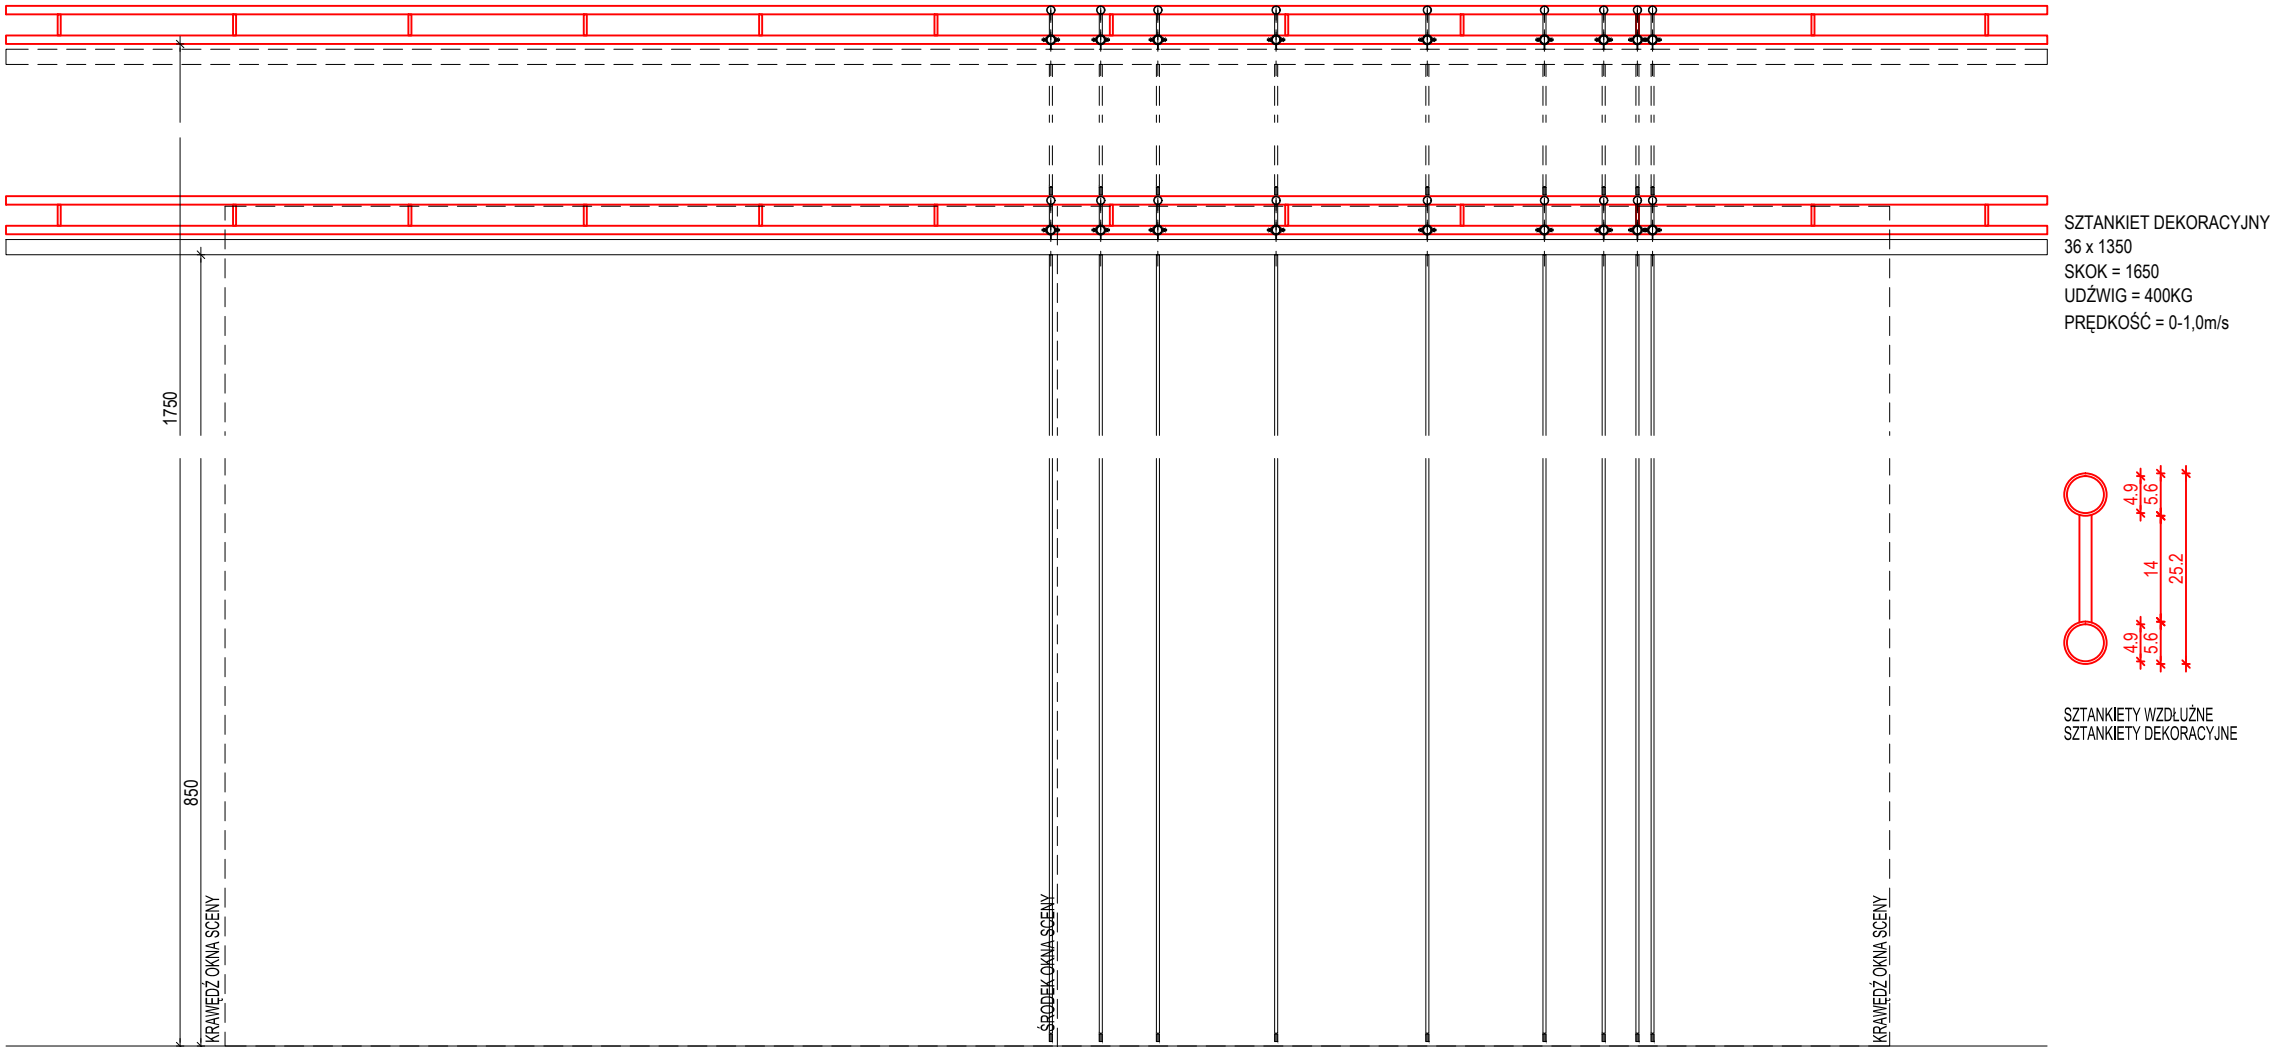 SZTANKIET DEKORACYJNY
36 x 1350
SKOK = 1650
UDŹWIG = 400KG
PRĘDKOŚĆ = 0-1,0m/s
1750
850
KRAWĘDŹ OKNA SCENY
ŚRODEK OKNA SCENY
KRAWĘDŹ OKNA SCENY
4.9
5.6
14
25.2
4.9
5.6
SZTANKIETY WZDŁUŻNE
SZTANKIETY DEKORACYJNE